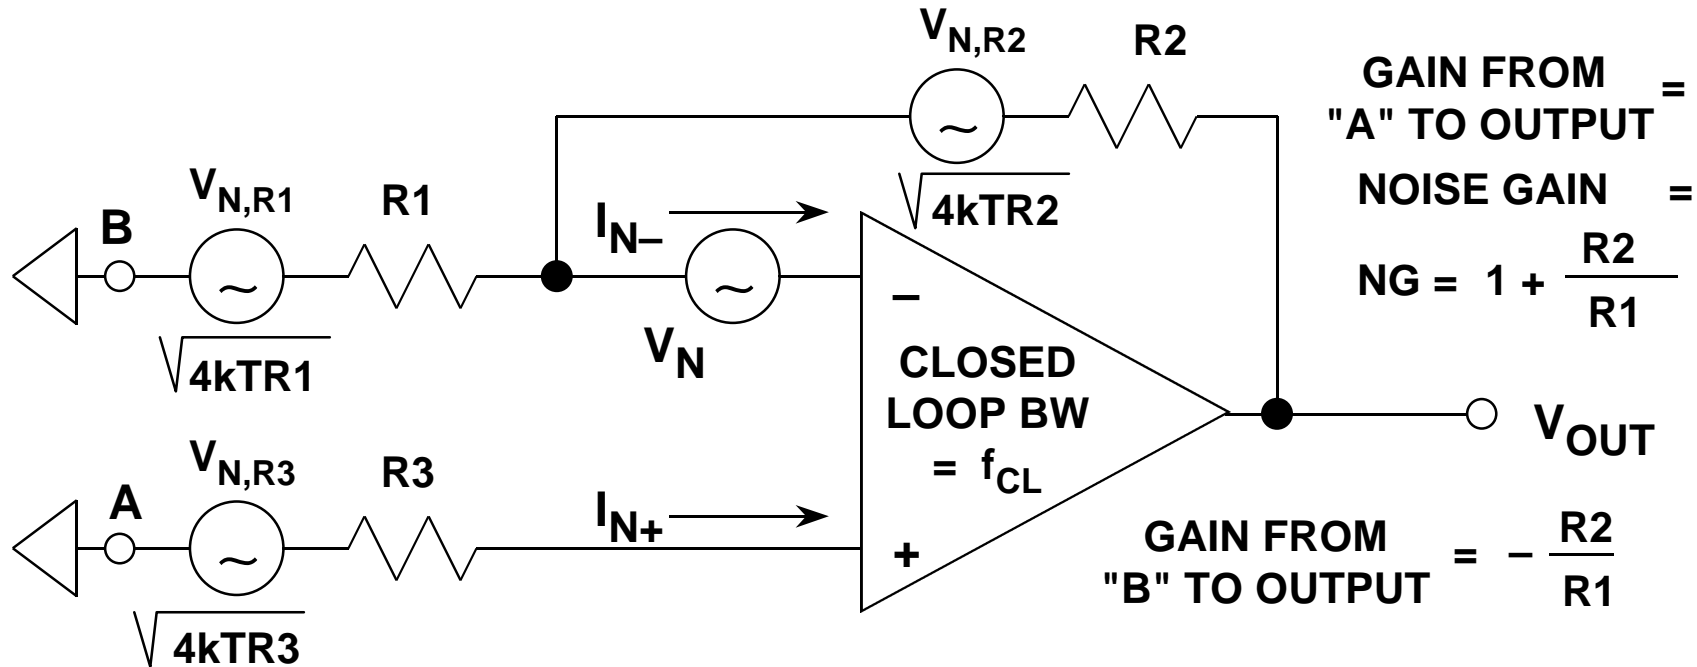 V_N,R2
R2
GAIN FROM
"A" TO OUTPUT
=
V_N,R1
R1
B
I_N–
√4kTR2
NOISE GAIN =
NG = 1 + R2/R1
~
~
~
~
–
V_N
√4kTR1
CLOSED
LOOP BW
= f_CL
V_OUT
V_N,R3
R3
A
I_N+
+
GAIN FROM
"B" TO OUTPUT
= – R2/R1
√4kTR3